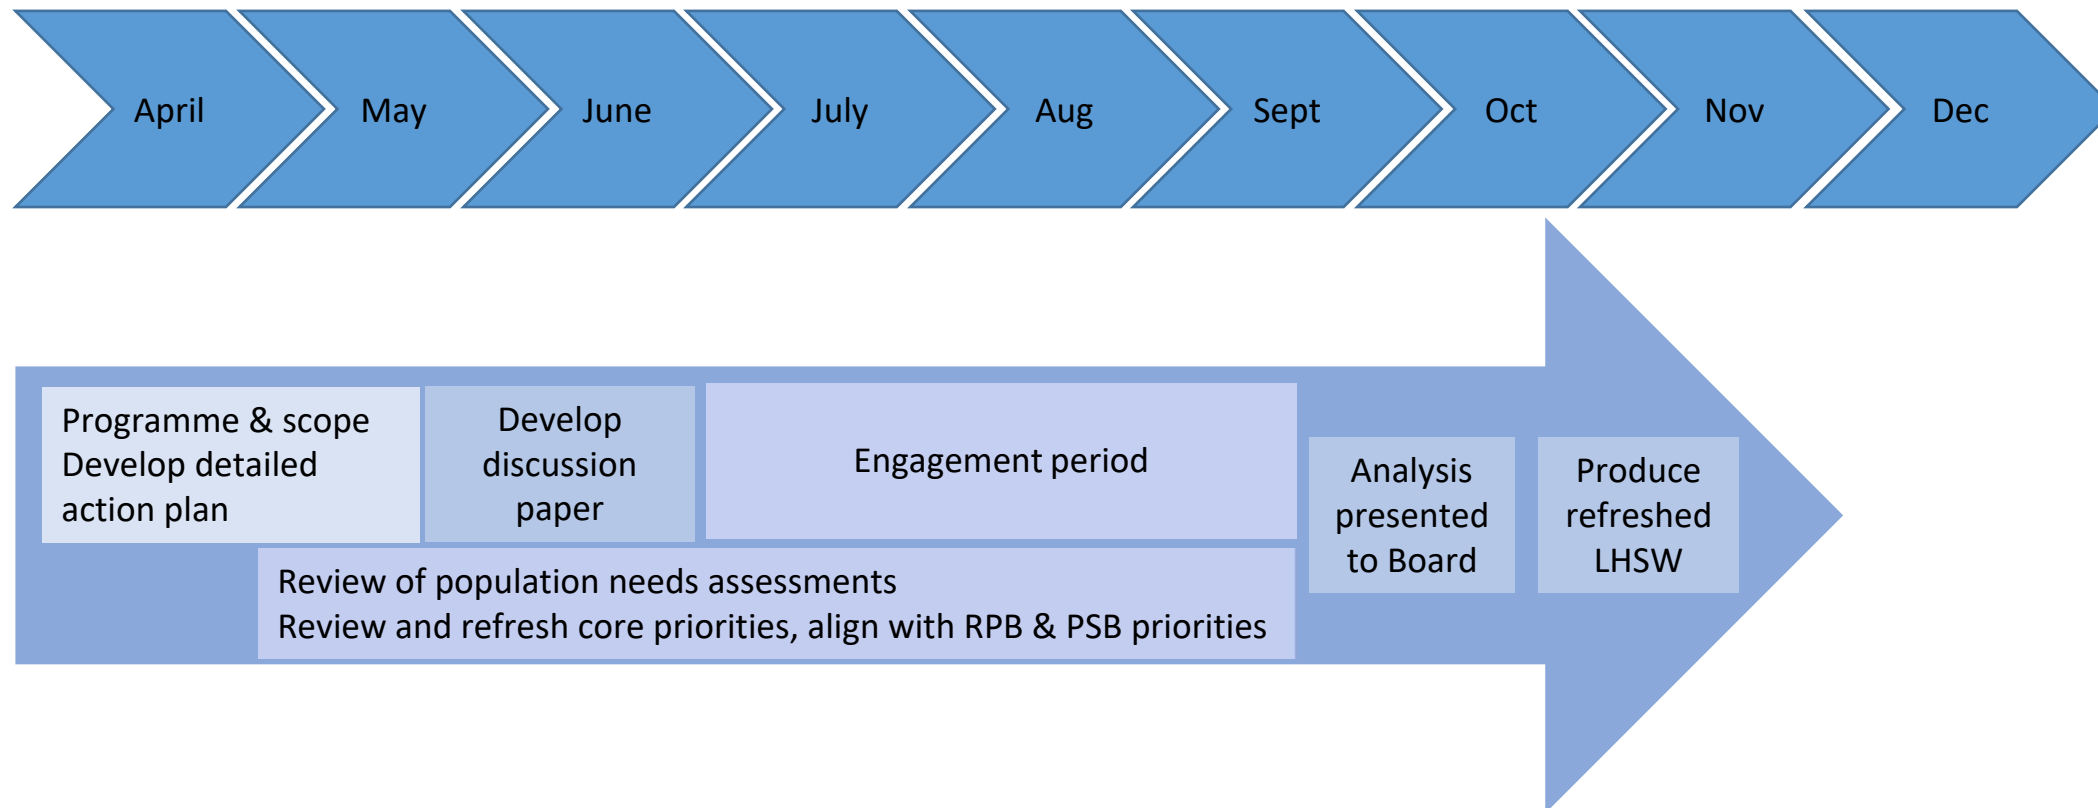 April
May
June
July
Aug
Sept
Oct
Nov
Dec
Programme & scope
Develop detailed
action plan
Develop
discussion
paper
Engagement period
Analysis
presented
to Board
Produce
refreshed
LHSW
Review of population needs assessments
Review and refresh core priorities, align with RPB & PSB priorities